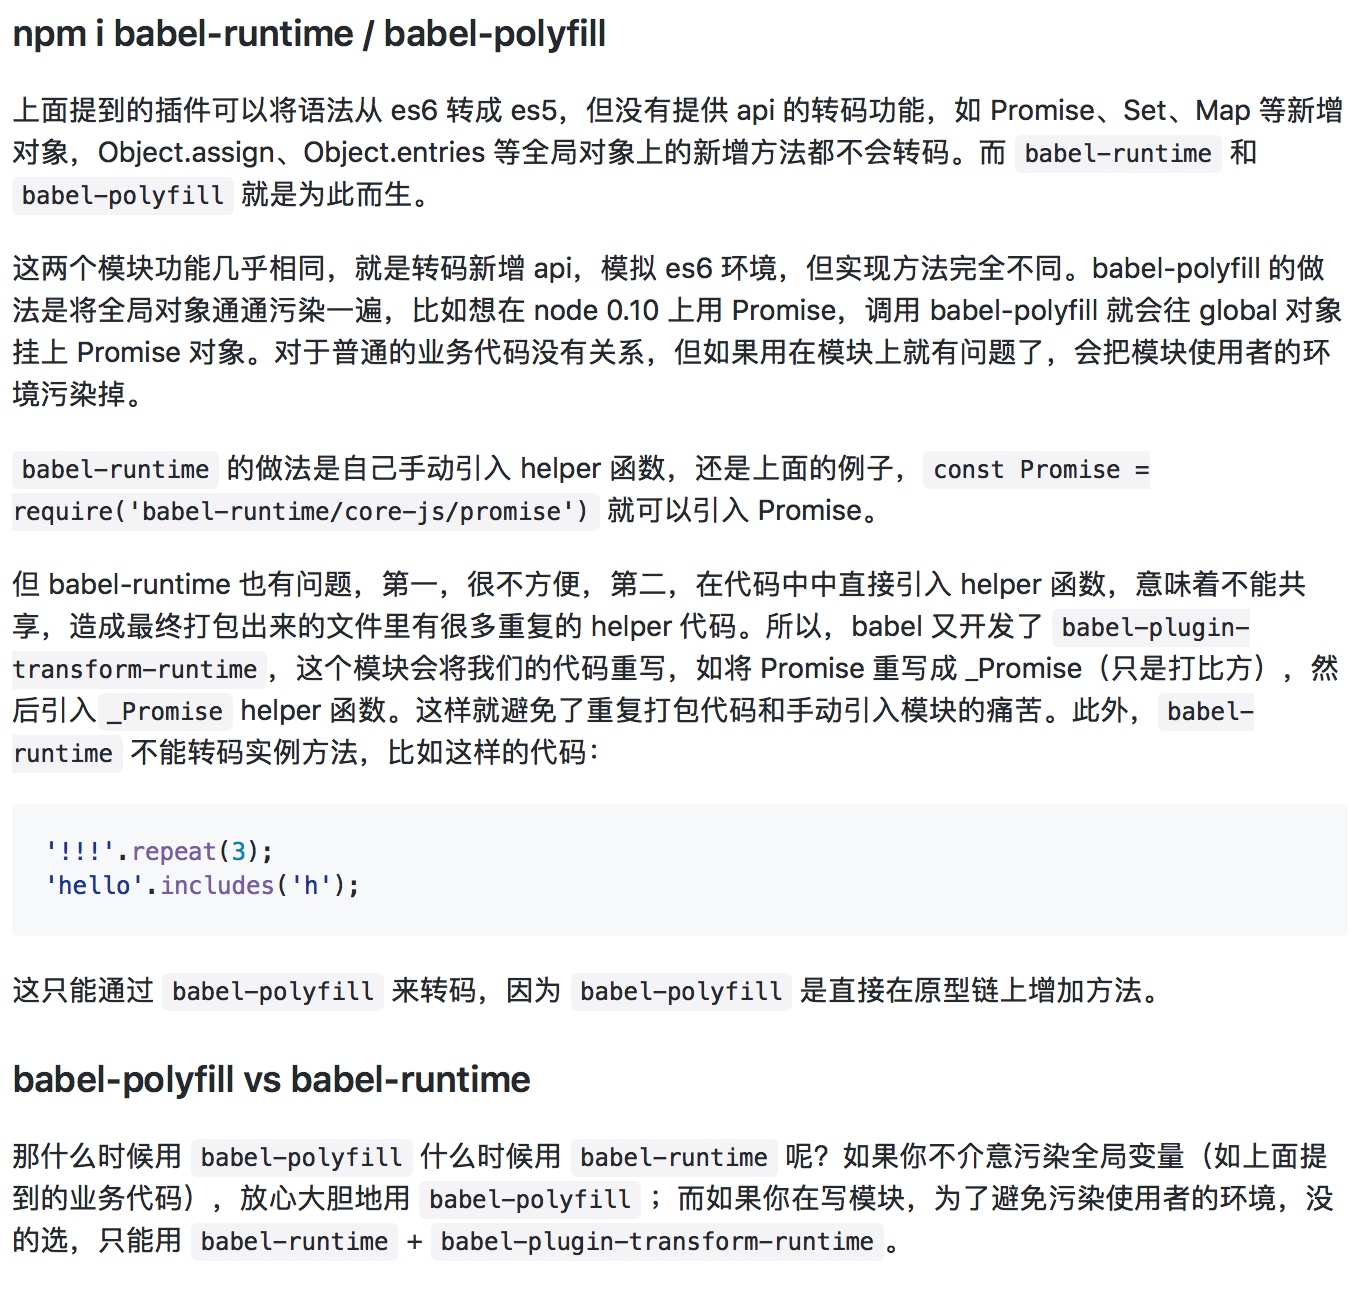 npm i babel-runtime / babel-polyfill
上面提到的插件可以将语法从 es6 转成 es5，但没有提供 api 的转码功能，如 Promise、Set、Map 等新增
对象，Object.assign、Object.entries 等全局对象上的新增方法都不会转码。而 babel-runtime 和
babel-polyfill 就是为此而生。
这两个模块功能几乎相同，就是转码新增 api，模拟 es6 环境，但实现方法完全不同。babel-polyfill 的做
法是将全局对象通通污染一遍，比如想在 node 0.10 上用 Promise，调用 babel-polyfill 就会往 global 对象
挂上 Promise 对象。对于普通的业务代码没有关系，但如果用在模块上就有问题了，会把模块使用者的环
境污染掉。
babel-runtime 的做法是自己手动引入 helper 函数，还是上面的例子，const Promise =
require('babel-runtime/core-js/promise') 就可以引入 Promise。
但 babel-runtime 也有问题，第一，很不方便，第二，在代码中中直接引入 helper 函数，意味着不能共
享，造成最终打包出来的文件里有很多重复的 helper 代码。所以，babel 又开发了 babel-plugin-
transform-runtime，这个模块会将我们的代码重写，如将 Promise 重写成 _Promise（只是打比方），然
后引入 _Promise helper 函数。这样就避免了重复打包代码和手动引入模块的痛苦。此外，babel-
runtime 不能转码实例方法，比如这样的代码：
'!!!'.repeat(3);
'hello'.includes('h');
这只能通过 babel-polyfill 来转码，因为 babel-polyfill 是直接在原型链上增加方法。
babel-polyfill vs babel-runtime
那什么时候用 babel-polyfill 什么时候用 babel-runtime 呢？如果你不介意污染全局变量（如上面提
到的业务代码），放心大胆地用 babel-polyfill ；而如果你在写模块，为了避免污染使用者的环境，没
的选，只能用 babel-runtime + babel-plugin-transform-runtime 。